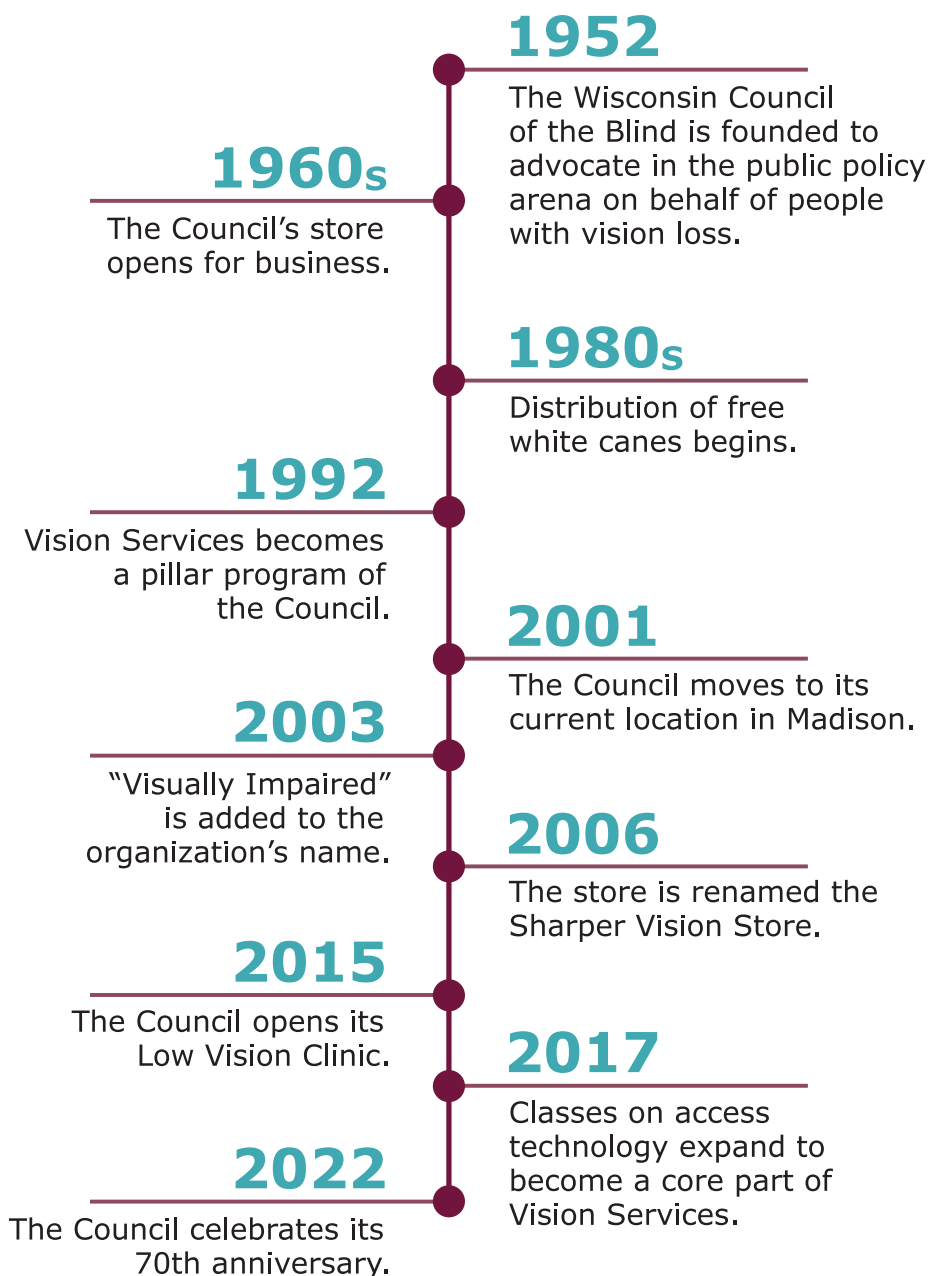 1952
The Wisconsin Council
of the Blind is founded to
advocate in the public policy
arena on behalf of people
with vision loss.
1960s
The Council’s store
opens for business.
1980s
Distribution of free
white canes begins.
1992
Vision Services becomes
a pillar program of
the Council.
2001
The Council moves to its
current location in Madison.
2003
“Visually Impaired”
is added to the
organization’s name.
2006
The store is renamed the
Sharper Vision Store.
2015
The Council opens its
Low Vision Clinic.
2017
Classes on access
technology expand to
become a core part of
Vision Services.
2022
The Council celebrates its
70th anniversary.